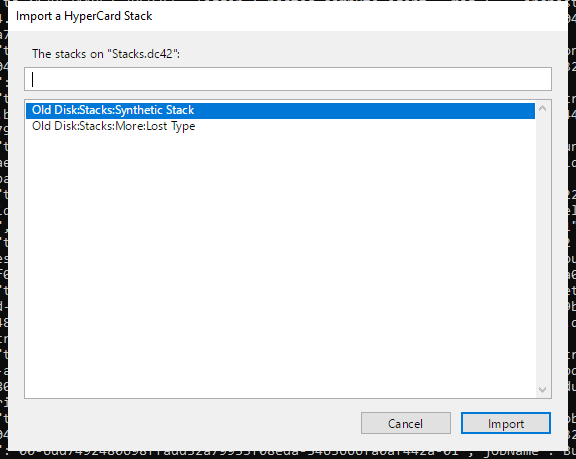 Import a HyperCard Stack
The stacks on "Stacks.dc42":
Old Disk:Stacks:Synthetic Stack
Old Disk:Stacks:More:Lost Type
Cancel
Import